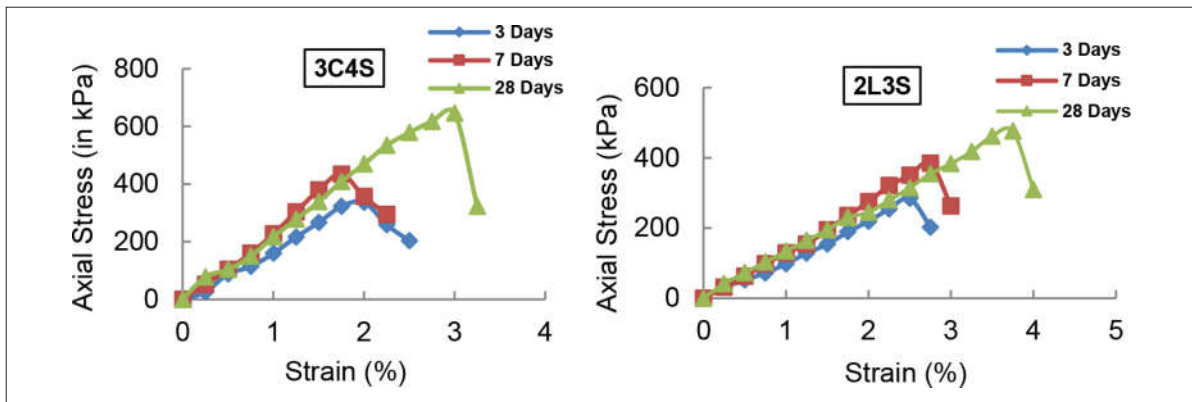 3C4S
3 Days
7 Days
28 Days
Axial Stress (in kPa)
800
600
400
200
0
0 1 2 3 4
Strain (%)
2L3S
3 Days
7 Days
28 Days
Axial Stress (kPa)
600
400
200
0
0 1 2 3 4 5
Strain (%)